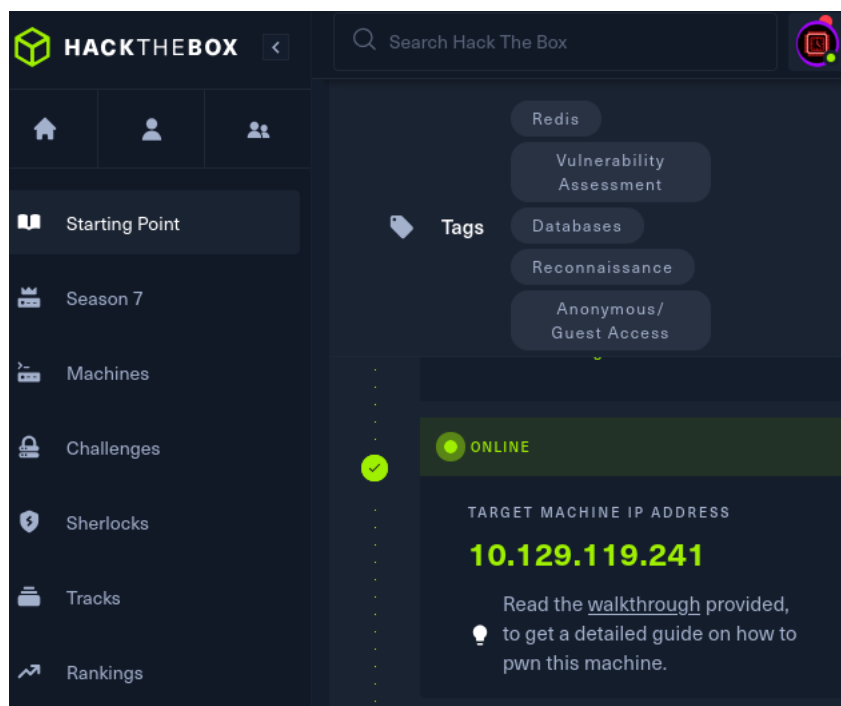 HACKTHEBOX
Search Hack The Box
Starting Point
Season 7
Machines
Challenges
Sherlocks
Tracks
Rankings
Tags
Redis
Vulnerability
Assessment
Databases
Reconnaissance
Anonymous/
Guest Access
ONLINE
TARGET MACHINE IP ADDRESS
10.129.119.241
Read the walkthrough provided,
to get a detailed guide on how to
pwn this machine.